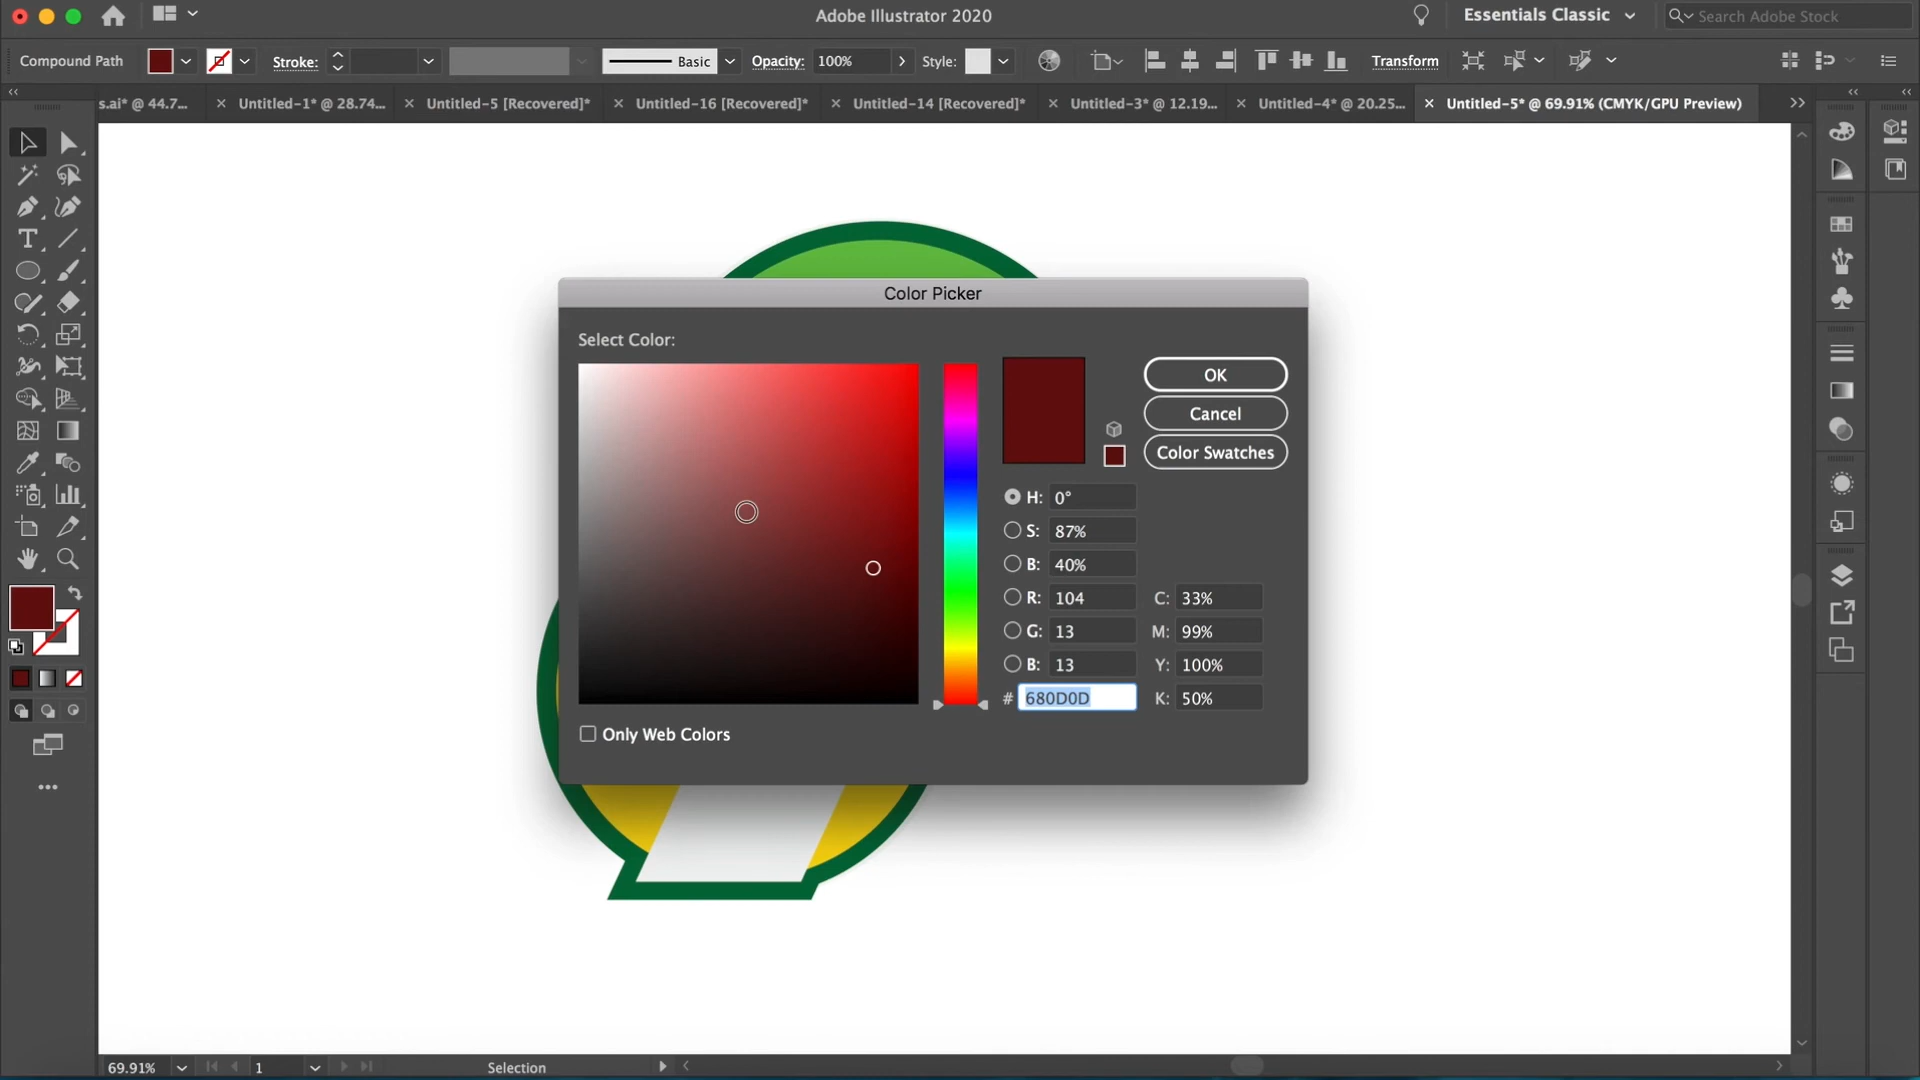 Adobe Illustrator 2020
Essentials Classic
Search Adobe Stock
Compound Path
Stroke:
Basic
Opacity: 100%
Style:
Transform
s.ai* @ 44.7...
Untitled-1* @ 28.74...
Untitled-5 [Recovered]*
Untitled-16 [Recovered]*
Untitled-14 [Recovered]*
Untitled-3* @ 12.19...
Untitled-4* @ 20.25...
Untitled-5* @ 69.91% (CMYK/GPU Preview)
Color Picker
Select Color:
OK
Cancel
Color Swatches
H: 0°
S: 87%
B: 40%
R: 104 C: 33%
G: 13 M: 99%
B: 13 Y: 100%
# 680D0D K: 50%
Only Web Colors
69.91%
1
Selection